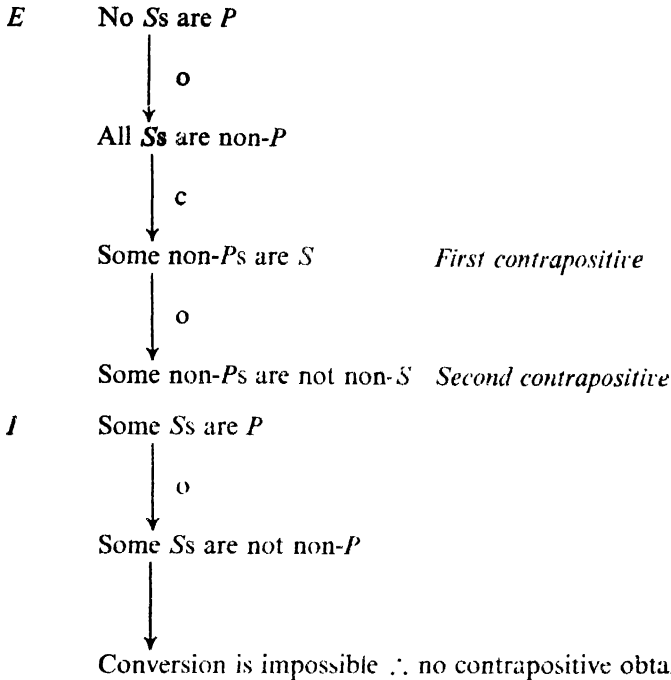 E No Ss are P
o
All Ss are non-P
c
Some non-Ps are S First contrapositive
o
Some non-Ps are not non-S Second contrapositive
I Some Ss are P
o
Some Ss are not non-P
Conversion is impossible ∴ no contrapositive obta